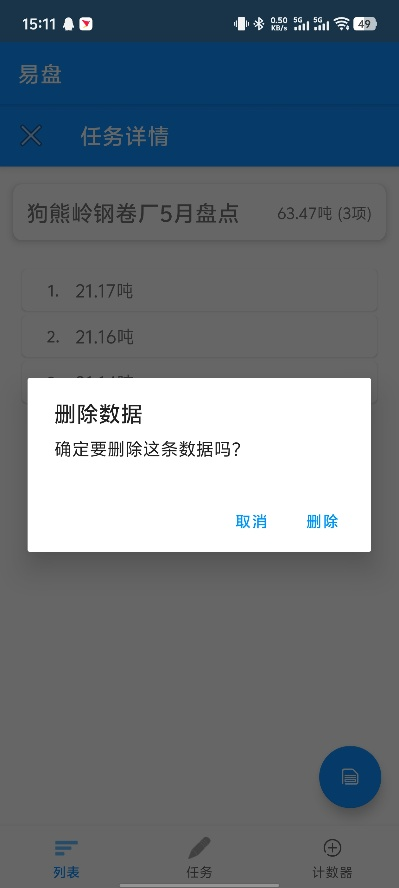 15:11
0.50 KB/s
5G
5G
49
易盘
任务详情
狗熊岭钢卷厂5月盘点
63.47吨 (3项)
1. 21.17吨
2. 21.16吨
删除数据
确定要删除这条数据吗?
取消
删除
列表
任务
计数器